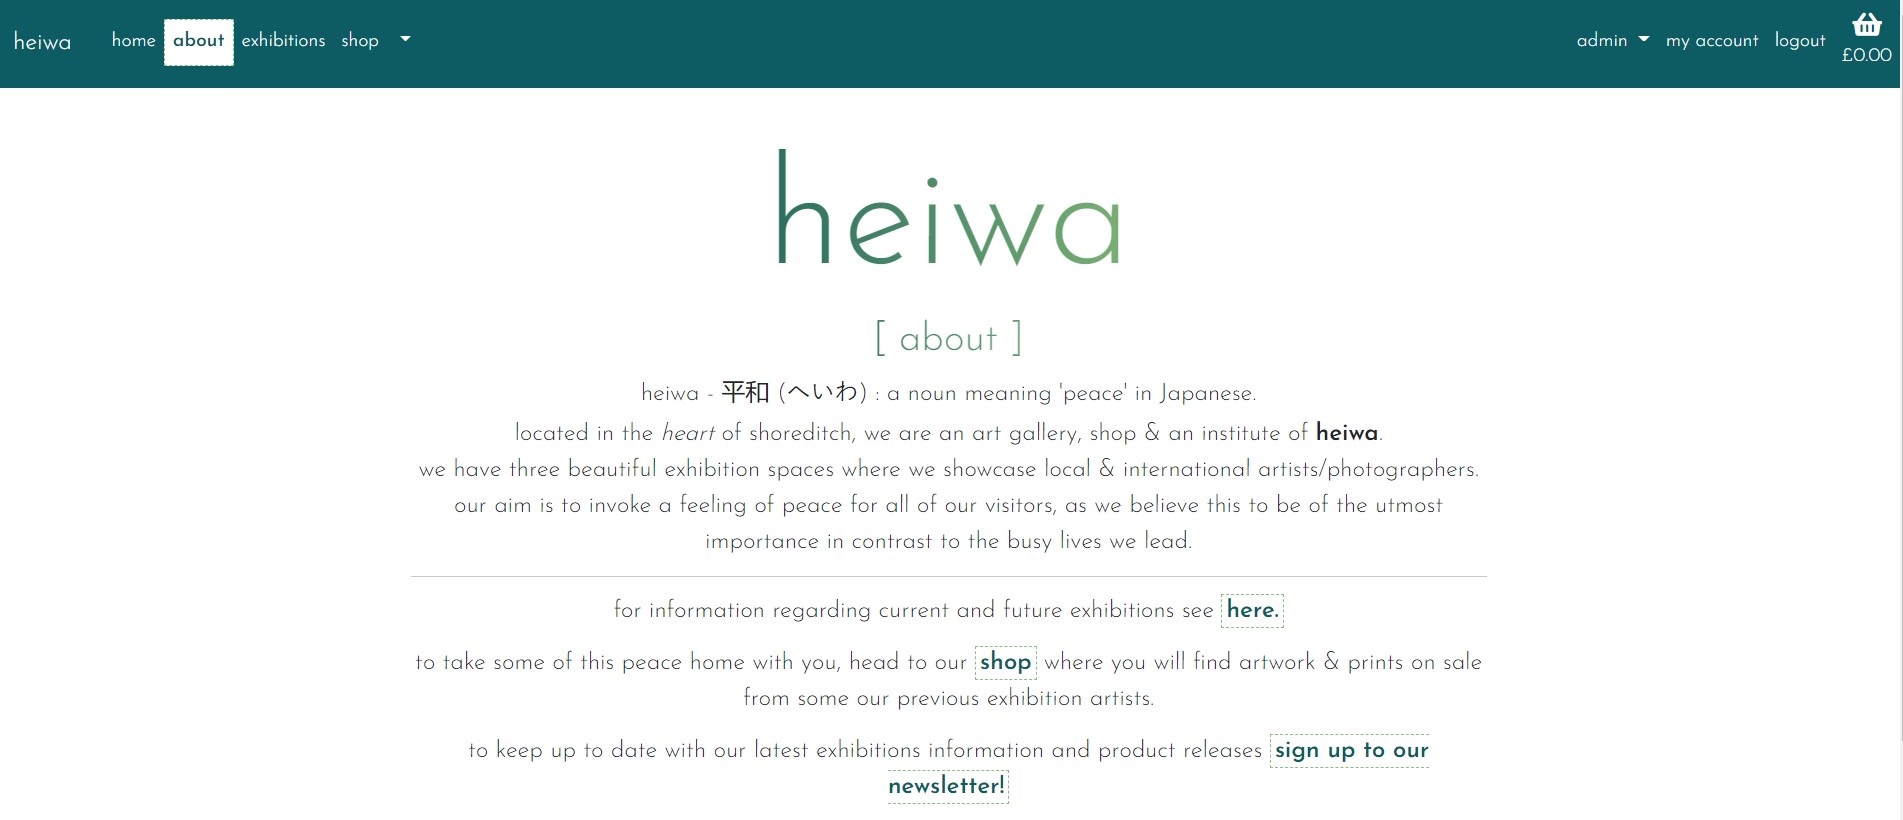 heiwa home about exhibitions shop admin my account logout £0.00
heiwa
[ about ]
heiwa - 平和 (へいわ) : a noun meaning 'peace' in Japanese.
located in the heart of shoreditch, we are an art gallery, shop & an institute of heiwa.
we have three beautiful exhibition spaces where we showcase local & international artists/photographers.
our aim is to invoke a feeling of peace for all of our visitors, as we believe this to be of the utmost
importance in contrast to the busy lives we lead.
for information regarding current and future exhibitions see here.
to take some of this peace home with you, head to our shop where you will find artwork & prints on sale
from some our previous exhibition artists.
to keep up to date with our latest exhibitions information and product releases sign up to our
newsletter!